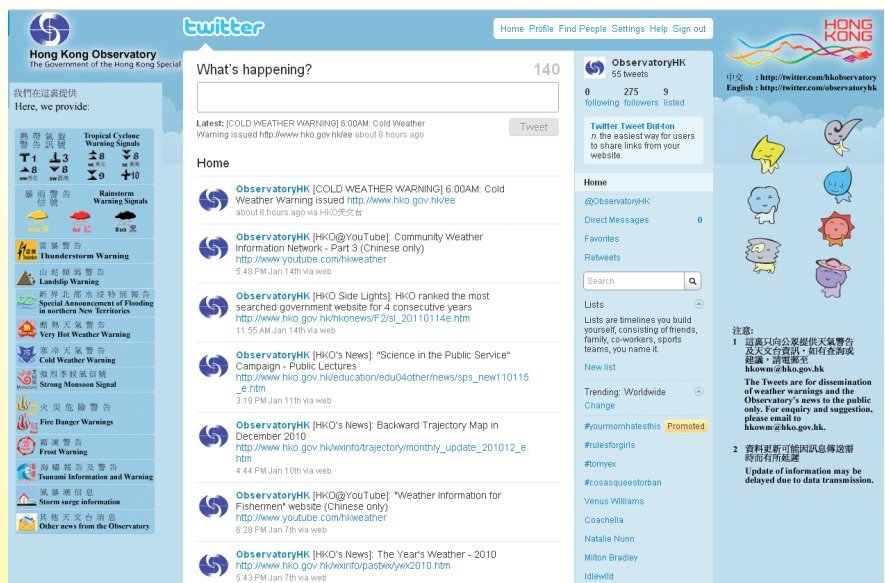 Hong Kong Observatory
The Government of the Hong Kong Special
我們在這裏提供
Here, we provide:
熱帶氣旋
警告訊號
Tropical Cyclone
Warning Signals
T1 ⊥3 ▲8 ▼8
▲8 ▼8 ⧗9 +10
暴雨警告
信號
Rainstorm
Warning Signals
Red 紅 Black 黑
雷暴警告
Thunderstorm Warning
山泥傾瀉警告
Landslip Warning
新界北部水浸特別報告
Special Announcement of Flooding
in northern New Territories
酷熱天氣警告
Very Hot Weather Warning
寒冷天氣警告
Cold Weather Warning
強烈季候風信號
Strong Monsoon Signal
火災危險警告
Fire Danger Warnings
霜凍警告
Frost Warning
海嘯報告及警告
Tsunami Information and Warning
風暴潮信息
Storm surge information
其他天文台消息
Other news from the Observatory
twitter
Home Profile Find People Settings Help Sign out
What's happening? 140
Latest: [COLD WEATHER WARNING] 6:00AM: Cold Weather
Warning issued http://www.hko.gov.hk/ee about 8 hours ago
Tweet
Home
ObservatoryHK [COLD WEATHER WARNING] 6:00AM: Cold
Weather Warning issued http://www.hko.gov.hk/ee
about 8 hours ago via HKO天文台
ObservatoryHK [HKO@YouTube]: Community Weather
Information Network - Part 3 (Chinese only)
http://www.youtube.com/hkweather
5:48 PM Jan 14th via web
ObservatoryHK [HKO Side Lights]: HKO ranked the most
searched government website for 4 consecutive years
http://www.hko.gov.hk/hkonews/F2/sl_20110114e.htm
11:55 AM Jan 14th via web
ObservatoryHK [HKO's News]: "Science in the Public Service"
Campaign - Public Lectures
http://www.hko.gov.hk/education/edu04other/news/sps_new110115
_e.htm
3:19 PM Jan 11th via web
ObservatoryHK [HKO's News]: Backward Trajectory Map in
December 2010
http://www.hko.gov.hk/wxinfo/trajectory/monthly_update_201012_e.
htm
4:44 PM Jan 10th via web
ObservatoryHK [HKO@YouTube]: "Weather Information for
Fishermen" website (Chinese only)
http://www.youtube.com/hkweather
6:28 PM Jan 7th via web
ObservatoryHK [HKO's News]: The Year's Weather - 2010
http://www.hko.gov.hk/wxinfo/pastwx/ywx2010.htm
5:43 PM Jan 7th via web
ObservatoryHK
55 tweets
0 275 9
following followers listed
Twitter Tweet Button
n. the easiest way for users
to share links from your
website.
Home
@ObservatoryHK
Direct Messages 0
Favorites
Retweets
Search
Lists
Lists are timelines you build
yourself, consisting of friends,
family, co-workers, sports
teams, you name it.
New list
Trending: Worldwide
Change
#yourmomhatesthis Promoted
#rulesforgirls
#tomyex
#cosasqueestorban
Venus Williams
Coachella
Natalie Nunn
Milton Bradley
Idlewild
HONG
KONG
中文 : http://twitter.com/hkobservatory
English : http://twitter.com/observatoryhk
注意:
1 這裏只向公眾提供天氣警告
及天文台資訊，如有查詢或
建議，請電郵至
hkowm@hko.gov.hk
The Tweets are for dissemination
of weather warnings and the
Observatory's news to the public
only. For enquiry and suggestion,
please email to
hkowm@hko.gov.hk.
2 資料更新可能因訊息傳送需
時而有所延遲
Update of information may be
delayed due to data transmission.